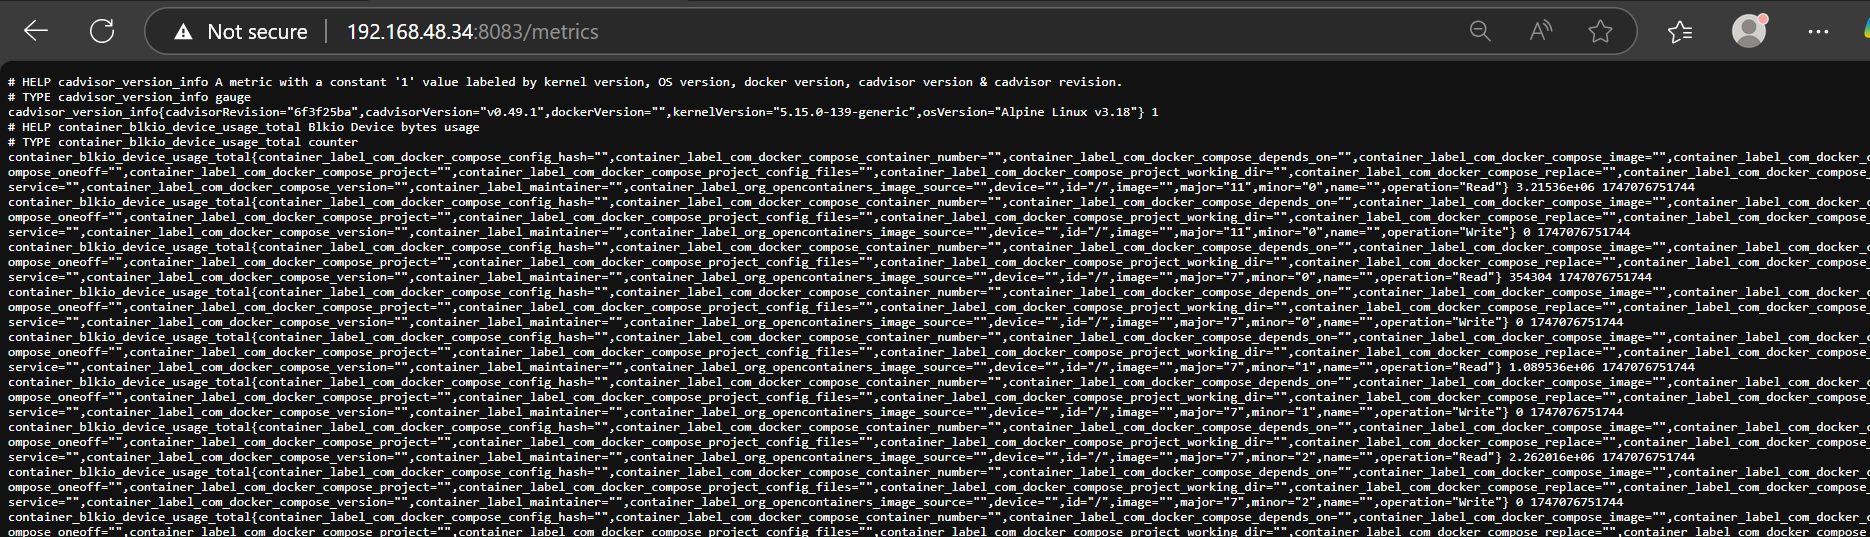 Not secure 192.168.48.34:8083/metrics
# HELP cadvisor_version_info A metric with a constant '1' value labeled by kernel version, OS version, docker version, cadvisor version & cadvisor revision.
# TYPE cadvisor_version_info gauge
cadvisor_version_info{cadvisorRevision="6f3f25ba",cadvisorVersion="v0.49.1",dockerVersion="",kernelVersion="5.15.0-139-generic",osVersion="Alpine Linux v3.18"} 1
# HELP container_blkio_device_usage_total Blkio Device bytes usage
# TYPE container_blkio_device_usage_total counter
container_blkio_device_usage_total{container_label_com_docker_compose_config_hash="",container_label_com_docker_compose_container_number="",container_label_com_docker_compose_depends_on="",container_label_com_docker_compose_image="",container_label_com_docker_c
ompose_oneoff="",container_label_com_docker_compose_project="",container_label_com_docker_compose_project_config_files="",container_label_com_docker_compose_project_working_dir="",container_label_com_docker_compose_replace="",container_label_com_docker_compose_
service="",container_label_com_docker_compose_version="",container_label_maintainer="",container_label_org_opencontainers_image_source="",device="",id="/",image="",major="11",minor="0",name="",operation="Read"} 3.21536e+06 1747076751744
container_blkio_device_usage_total{container_label_com_docker_compose_config_hash="",container_label_com_docker_compose_container_number="",container_label_com_docker_compose_depends_on="",container_label_com_docker_compose_image="",container_label_com_docker_c
ompose_oneoff="",container_label_com_docker_compose_project="",container_label_com_docker_compose_project_config_files="",container_label_com_docker_compose_project_working_dir="",container_label_com_docker_compose_replace="",container_label_com_docker_compose_
service="",container_label_com_docker_compose_version="",container_label_maintainer="",container_label_org_opencontainers_image_source="",device="",id="/",image="",major="11",minor="0",name="",operation="Write"} 0 1747076751744
container_blkio_device_usage_total{container_label_com_docker_compose_config_hash="",container_label_com_docker_compose_container_number="",container_label_com_docker_compose_depends_on="",container_label_com_docker_compose_image="",container_label_com_docker_c
ompose_oneoff="",container_label_com_docker_compose_project="",container_label_com_docker_compose_project_config_files="",container_label_com_docker_compose_project_working_dir="",container_label_com_docker_compose_replace="",container_label_com_docker_compose_
service="",container_label_com_docker_compose_version="",container_label_maintainer="",container_label_org_opencontainers_image_source="",device="",id="/",image="",major="7",minor="0",name="",operation="Read"} 354304 1747076751744
container_blkio_device_usage_total{container_label_com_docker_compose_config_hash="",container_label_com_docker_compose_container_number="",container_label_com_docker_compose_depends_on="",container_label_com_docker_compose_image="",container_label_com_docker_c
ompose_oneoff="",container_label_com_docker_compose_project="",container_label_com_docker_compose_project_config_files="",container_label_com_docker_compose_project_working_dir="",container_label_com_docker_compose_replace="",container_label_com_docker_compose_
service="",container_label_com_docker_compose_version="",container_label_maintainer="",container_label_org_opencontainers_image_source="",device="",id="/",image="",major="7",minor="0",name="",operation="Write"} 0 1747076751744
container_blkio_device_usage_total{container_label_com_docker_compose_config_hash="",container_label_com_docker_compose_container_number="",container_label_com_docker_compose_depends_on="",container_label_com_docker_compose_image="",container_label_com_docker_c
ompose_oneoff="",container_label_com_docker_compose_project="",container_label_com_docker_compose_project_config_files="",container_label_com_docker_compose_project_working_dir="",container_label_com_docker_compose_replace="",container_label_com_docker_compose_
service="",container_label_com_docker_compose_version="",container_label_maintainer="",container_label_org_opencontainers_image_source="",device="",id="/",image="",major="7",minor="1",name="",operation="Read"} 1.089536e+06 1747076751744
container_blkio_device_usage_total{container_label_com_docker_compose_config_hash="",container_label_com_docker_compose_container_number="",container_label_com_docker_compose_depends_on="",container_label_com_docker_compose_image="",container_label_com_docker_c
ompose_oneoff="",container_label_com_docker_compose_project="",container_label_com_docker_compose_project_config_files="",container_label_com_docker_compose_project_working_dir="",container_label_com_docker_compose_replace="",container_label_com_docker_compose_
service="",container_label_com_docker_compose_version="",container_label_maintainer="",container_label_org_opencontainers_image_source="",device="",id="/",image="",major="7",minor="1",name="",operation="Write"} 0 1747076751744
container_blkio_device_usage_total{container_label_com_docker_compose_config_hash="",container_label_com_docker_compose_container_number="",container_label_com_docker_compose_depends_on="",container_label_com_docker_compose_image="",container_label_com_docker_c
ompose_oneoff="",container_label_com_docker_compose_project="",container_label_com_docker_compose_project_config_files="",container_label_com_docker_compose_project_working_dir="",container_label_com_docker_compose_replace="",container_label_com_docker_compose_
service="",container_label_com_docker_compose_version="",container_label_maintainer="",container_label_org_opencontainers_image_source="",device="",id="/",image="",major="7",minor="2",name="",operation="Read"} 2.262016e+06 1747076751744
container_blkio_device_usage_total{container_label_com_docker_compose_config_hash="",container_label_com_docker_compose_container_number="",container_label_com_docker_compose_depends_on="",container_label_com_docker_compose_image="",container_label_com_docker_c
ompose_oneoff="",container_label_com_docker_compose_project="",container_label_com_docker_compose_project_config_files="",container_label_com_docker_compose_project_working_dir="",container_label_com_docker_compose_replace="",container_label_com_docker_compose_
service="",container_label_com_docker_compose_version="",container_label_maintainer="",container_label_org_opencontainers_image_source="",device="",id="/",image="",major="7",minor="2",name="",operation="Write"} 0 1747076751744
container_blkio_device_usage_total{container_label_com_docker_compose_config_hash="",container_label_com_docker_compose_container_number="",container_label_com_docker_compose_depends_on="",container_label_com_docker_compose_image="",container_label_com_docker_c
ompose_oneoff="",container_label_com_docker_compose_project="",container_label_com_docker_compose_project_config_files="",container_label_com_docker_compose_project_working_dir="",container_label_com_docker_compose_replace="",container_label_com_docker_compose_